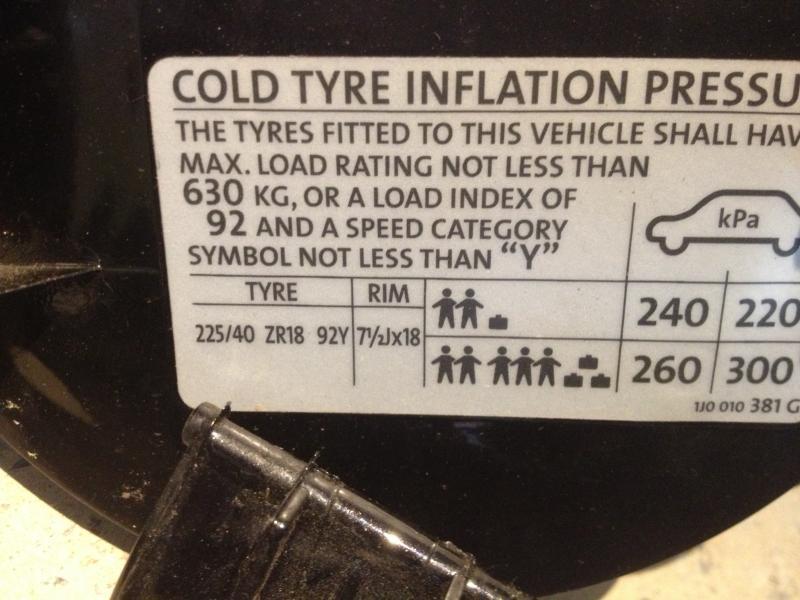 COLD TYRE INFLATION PRESSU
THE TYRES FITTED TO THIS VEHICLE SHALL HAV
MAX. LOAD RATING NOT LESS THAN
630 KG, OR A LOAD INDEX OF
92 AND A SPEED CATEGORY
SYMBOL NOT LESS THAN "Y"
kPa
TYRE RIM
225/40 ZR18 92Y 7½Jx18
240 220
260 300
1J0 010 381 G